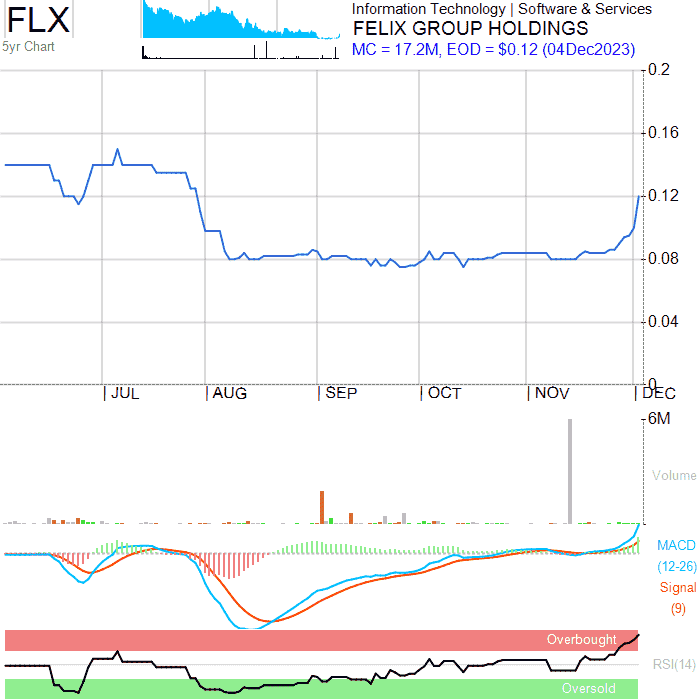 FLX
5yr Chart
Information Technology | Software & Services
FELIX GROUP HOLDINGS
MC = 17.2M, EOD = $0.12 (04Dec2023)
0.2
0.16
0.12
0.08
0.04
0
JUL AUG SEP OCT NOV DEC
6M
Volume
MACD
(12-26)
Signal
(9)
Overbought
RSI(14)
Oversold